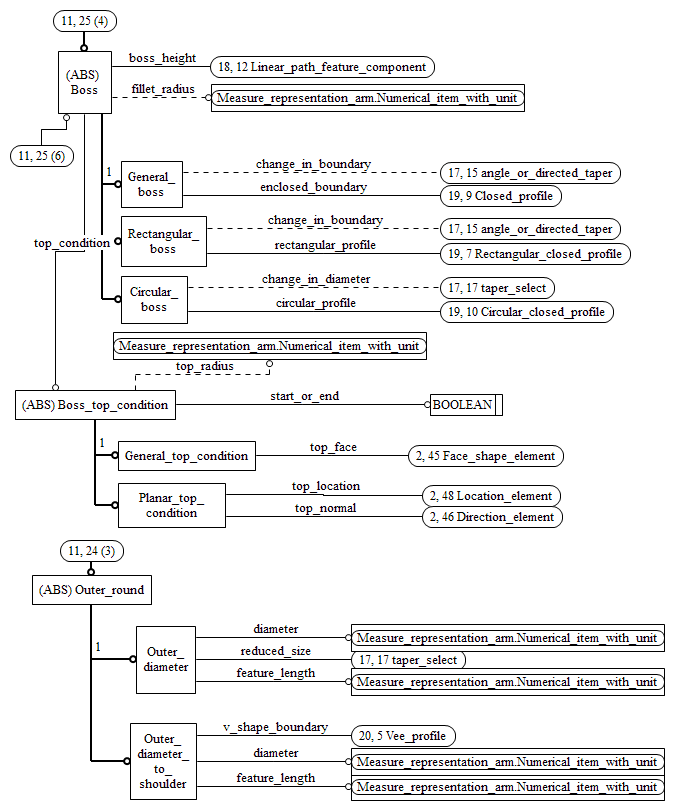 11, 25 (4)
(ABS)
Boss
boss_height
18, 12 Linear_path_feature_component
fillet_radius
Measure_representation_arm.Numerical_item_with_unit
11, 25 (6)
1
General_
boss
change_in_boundary
17, 15 angle_or_directed_taper
enclosed_boundary
19, 9 Closed_profile
top_condition
Rectangular_
boss
change_in_boundary
17, 15 angle_or_directed_taper
rectangular_profile
19, 7 Rectangular_closed_profile
Circular_
boss
change_in_diameter
17, 17 taper_select
circular_profile
19, 10 Circular_closed_profile
Measure_representation_arm.Numerical_item_with_unit
top_radius
(ABS) Boss_top_condition
start_or_end
BOOLEAN
1
General_top_condition
top_face
2, 45 Face_shape_element
Planar_top_
condition
top_location
2, 48 Location_element
top_normal
2, 46 Direction_element
11, 24 (3)
(ABS) Outer_round
1
Outer_
diameter
diameter
Measure_representation_arm.Numerical_item_with_unit
reduced_size
17, 17 taper_select
feature_length
Measure_representation_arm.Numerical_item_with_unit
Outer_
diameter_
to_
shoulder
v_shape_boundary
20, 5 Vee_profile
diameter
Measure_representation_arm.Numerical_item_with_unit
feature_length
Measure_representation_arm.Numerical_item_with_unit